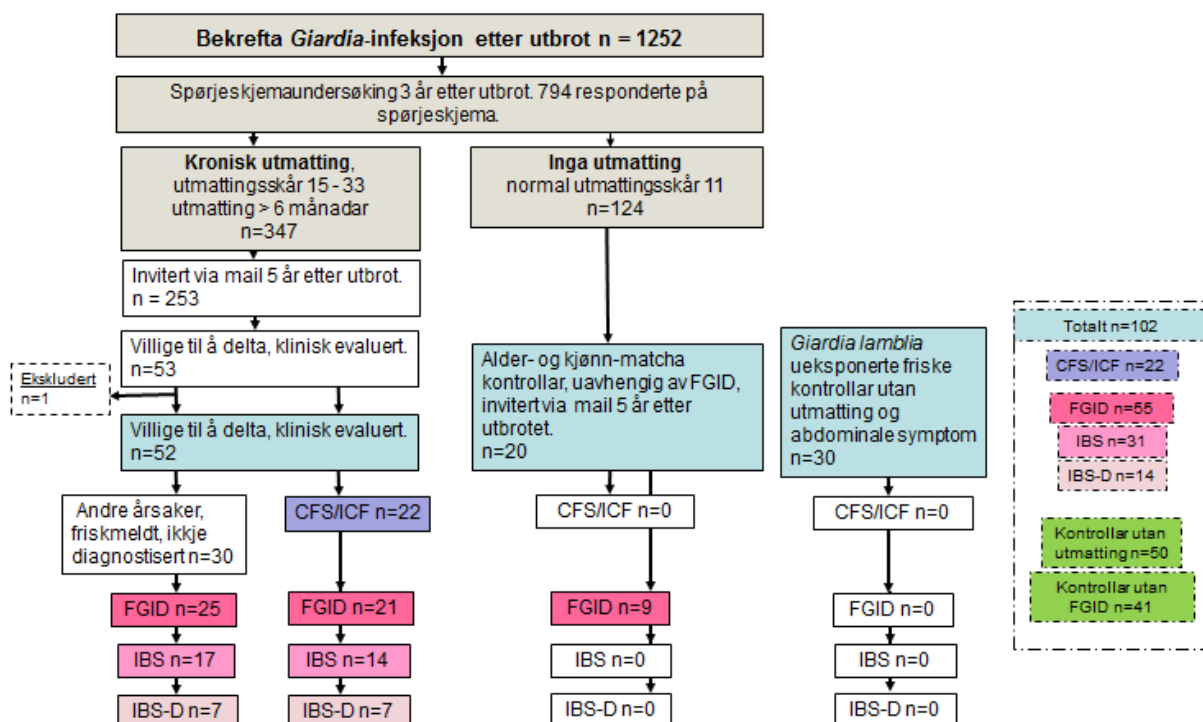 Bekrefta Giardia-infeksjon etter utbrot n = 1252
Spørjeskjemaundersøking 3 år etter utbrot. 794 responderte på
spørjeskjema.
Kronisk utmatting,
utmattingsskår 15 - 33
utmatting > 6 månadar
n=347
Inga utmatting
normal utmattingsskår 11
n=124
Invitert via mail 5 år etter utbrot.
n = 253
Villige til å delta, klinisk evaluert.
n=53
Ekskludert
n=1
Villige til å delta, klinisk evaluert.
n=52
Alder- og kjønn-matcha
kontrollar, uavhengig av FGID,
invitert via mail 5 år etter
utbrotet.
n=20
Giardia lamblia
ueksponerte friske
kontrollar utan
utmatting og
abdominale symptom
n=30
Andre årsaker,
friskmeldt, ikkje
diagnostisert n=30
CFS/ICF n=22
CFS/ICF n=0
CFS/ICF n=0
FGID n=25
FGID n=21
FGID n=9
FGID n=0
IBS n=17
IBS n=14
IBS n=0
IBS n=0
IBS-D n=7
IBS-D n=7
IBS-D n=0
IBS-D n=0
Totalt n=102
CFS/ICF n=22
FGID n=55
IBS n=31
IBS-D n=14
Kontrollar utan
utmatting n=50
Kontrollar utan
FGID n=41